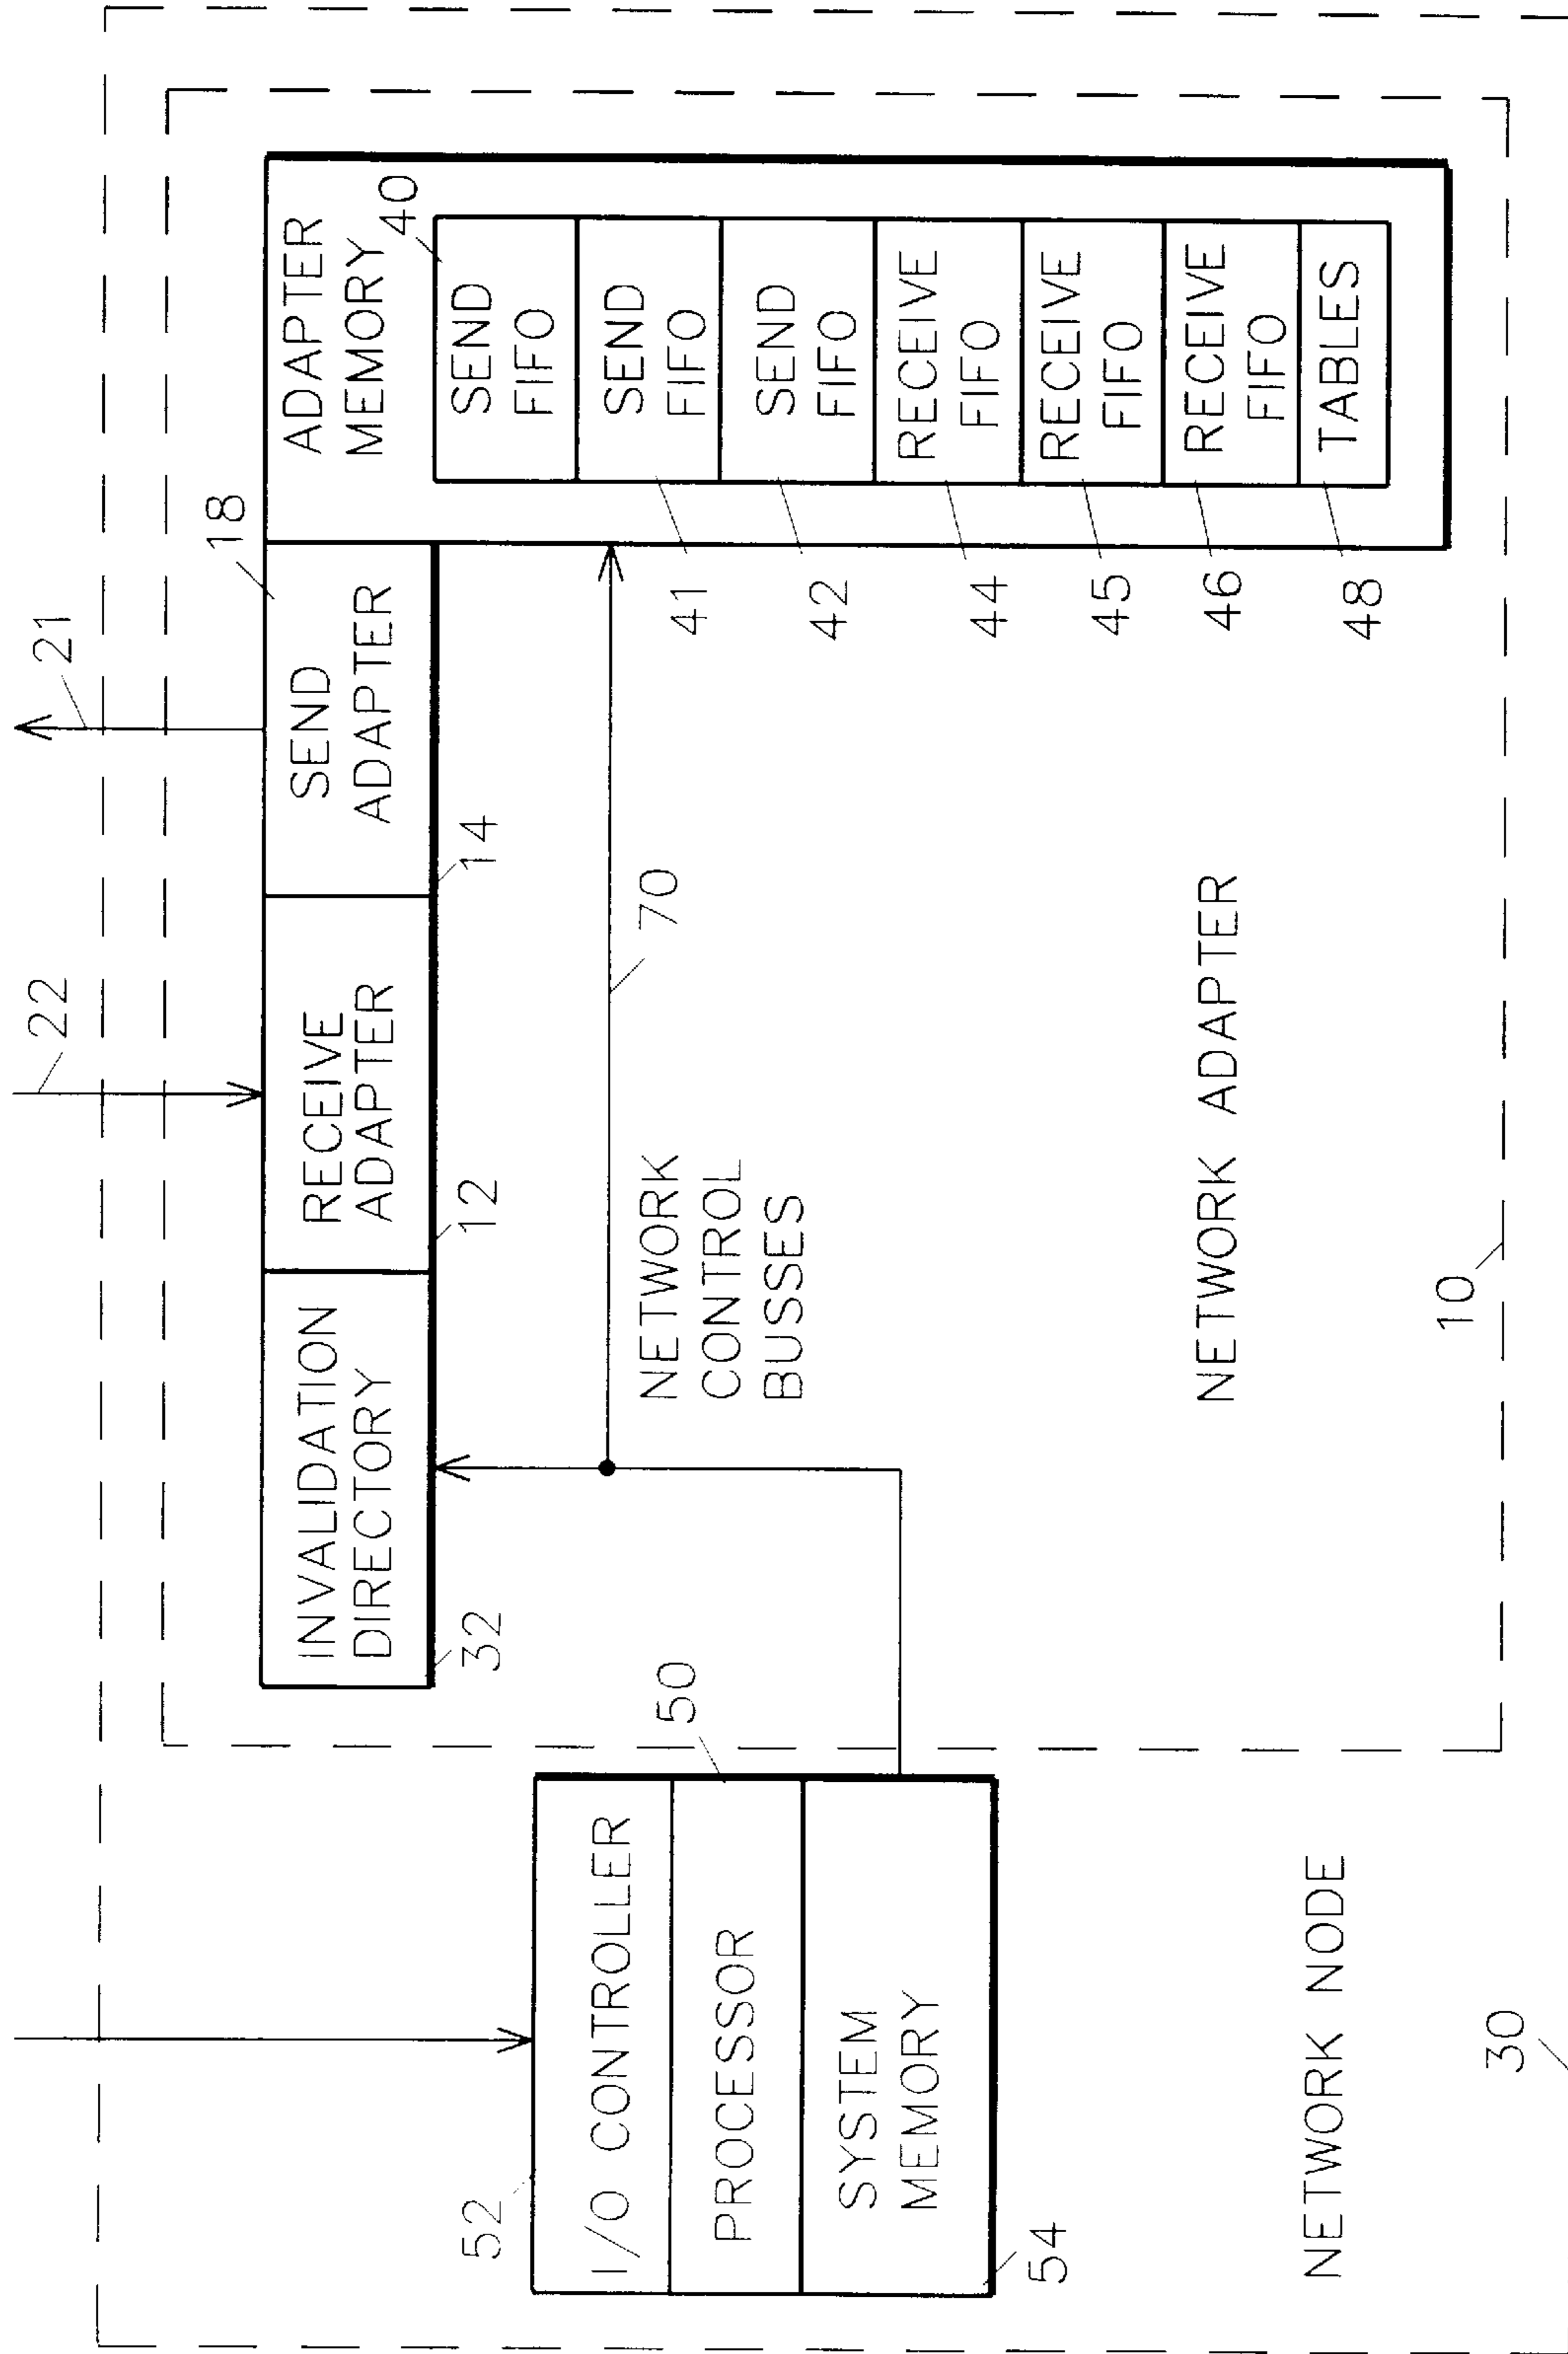 22
21
18
INVALIDATION
DIRECTORY
RECEIVE
ADAPTER
SEND
ADAPTER
ADAPTER
MEMORY
32
12
14
40
SEND
FIFO
SEND
FIFO
SEND
FIFO
RECEIVE
FIFO
RECEIVE
FIFO
RECEIVE
FIFO
TABLES
41
42
44
45
46
48
70
NETWORK
CONTROL
BUSSES
52
50
I/O CONTROLLER
PROCESSOR
SYSTEM
MEMORY
54
NETWORK ADAPTER
10
NETWORK NODE
30